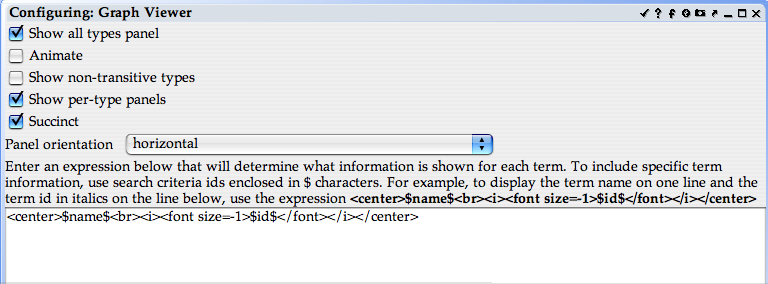 Configuring: Graph Viewer
Show all types panel
Animate
Show non-transitive types
Show per-type panels
Succinct
Panel orientation horizontal
Enter an expression below that will determine what information is shown for each term. To include specific term
information, use search criteria ids enclosed in $ characters. For example, to display the term name on one line and the
term id in italics on the line below, use the expression <center>$name$<br><i><font size=-1>$id$</font></i></center>
<center>$name$<br><i><font size=-1>$id$</font></i></center>